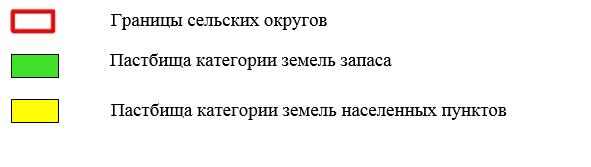 Границы сельских округов
Пастбища категории земель запаса
Пастбища категории земель населенных пунктов